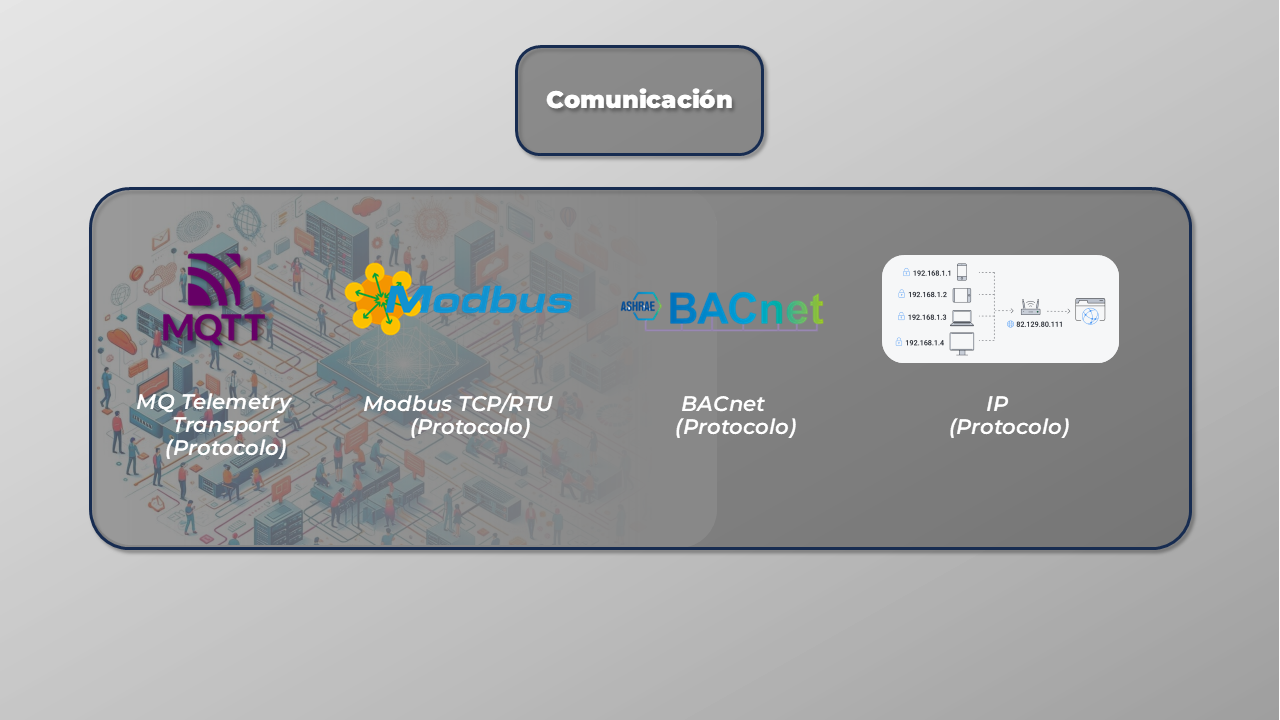 Comunicación
MQTT
Modbus
ASHRAE BACnet
192.168.1.1
192.168.1.2
192.168.1.3
192.168.1.4
82.129.80.111
MQ Telemetry
Transport
(Protocolo)
Modbus TCP/RTU
(Protocolo)
BACnet
(Protocolo)
IP
(Protocolo)